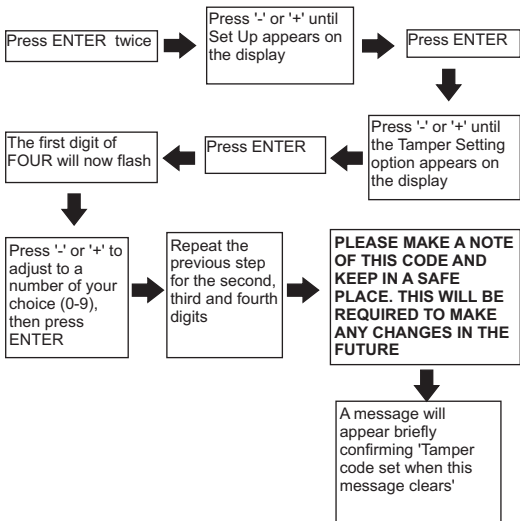 Press ENTER twice
Press '-' or '+' until
Set Up appears on
the display
Press ENTER
Press '-' or '+' until
the Tamper Setting
option appears on
the display
Press ENTER
The first digit of
FOUR will now flash
Press '-' or '+' to
adjust to a
number of your
choice (0-9),
then press
ENTER
Repeat the
previous step
for the second,
third and fourth
digits
PLEASE MAKE A NOTE
OF THIS CODE AND
KEEP IN A SAFE
PLACE. THIS WILL BE
REQUIRED TO MAKE
ANY CHANGES IN THE
FUTURE
A message will
appear briefly
confirming 'Tamper
code set when this
message clears'